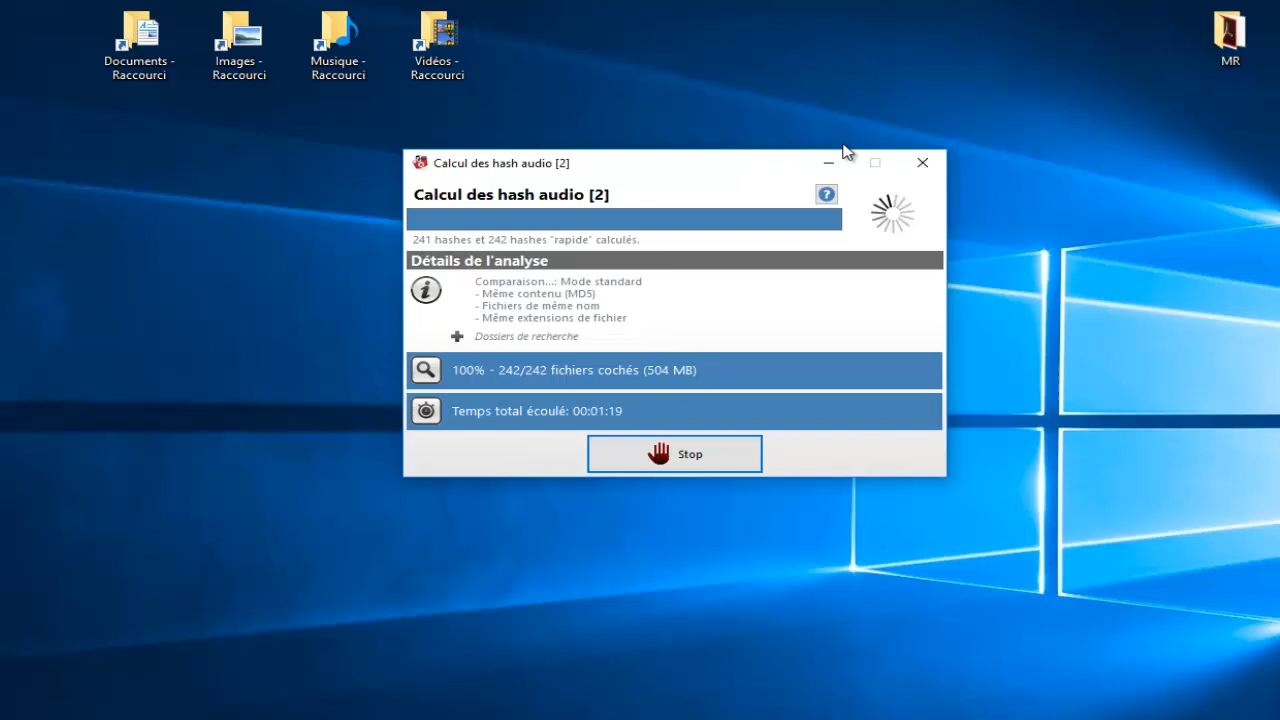 Documents -
Raccourci
Images -
Raccourci
Musique -
Raccourci
Vidéos -
Raccourci
MR
Calcul des hash audio [2]
Calcul des hash audio [2]
?
241 hashes et 242 hashes "rapide" calculés.
Détails de l'analyse
Comparaison...: Mode standard
- Même contenu (MD5)
- Fichiers de même nom
- Même extensions de fichier
Dossiers de recherche
100% - 242/242 fichiers cochés (504 MB)
Temps total écoulé: 00:01:19
Stop